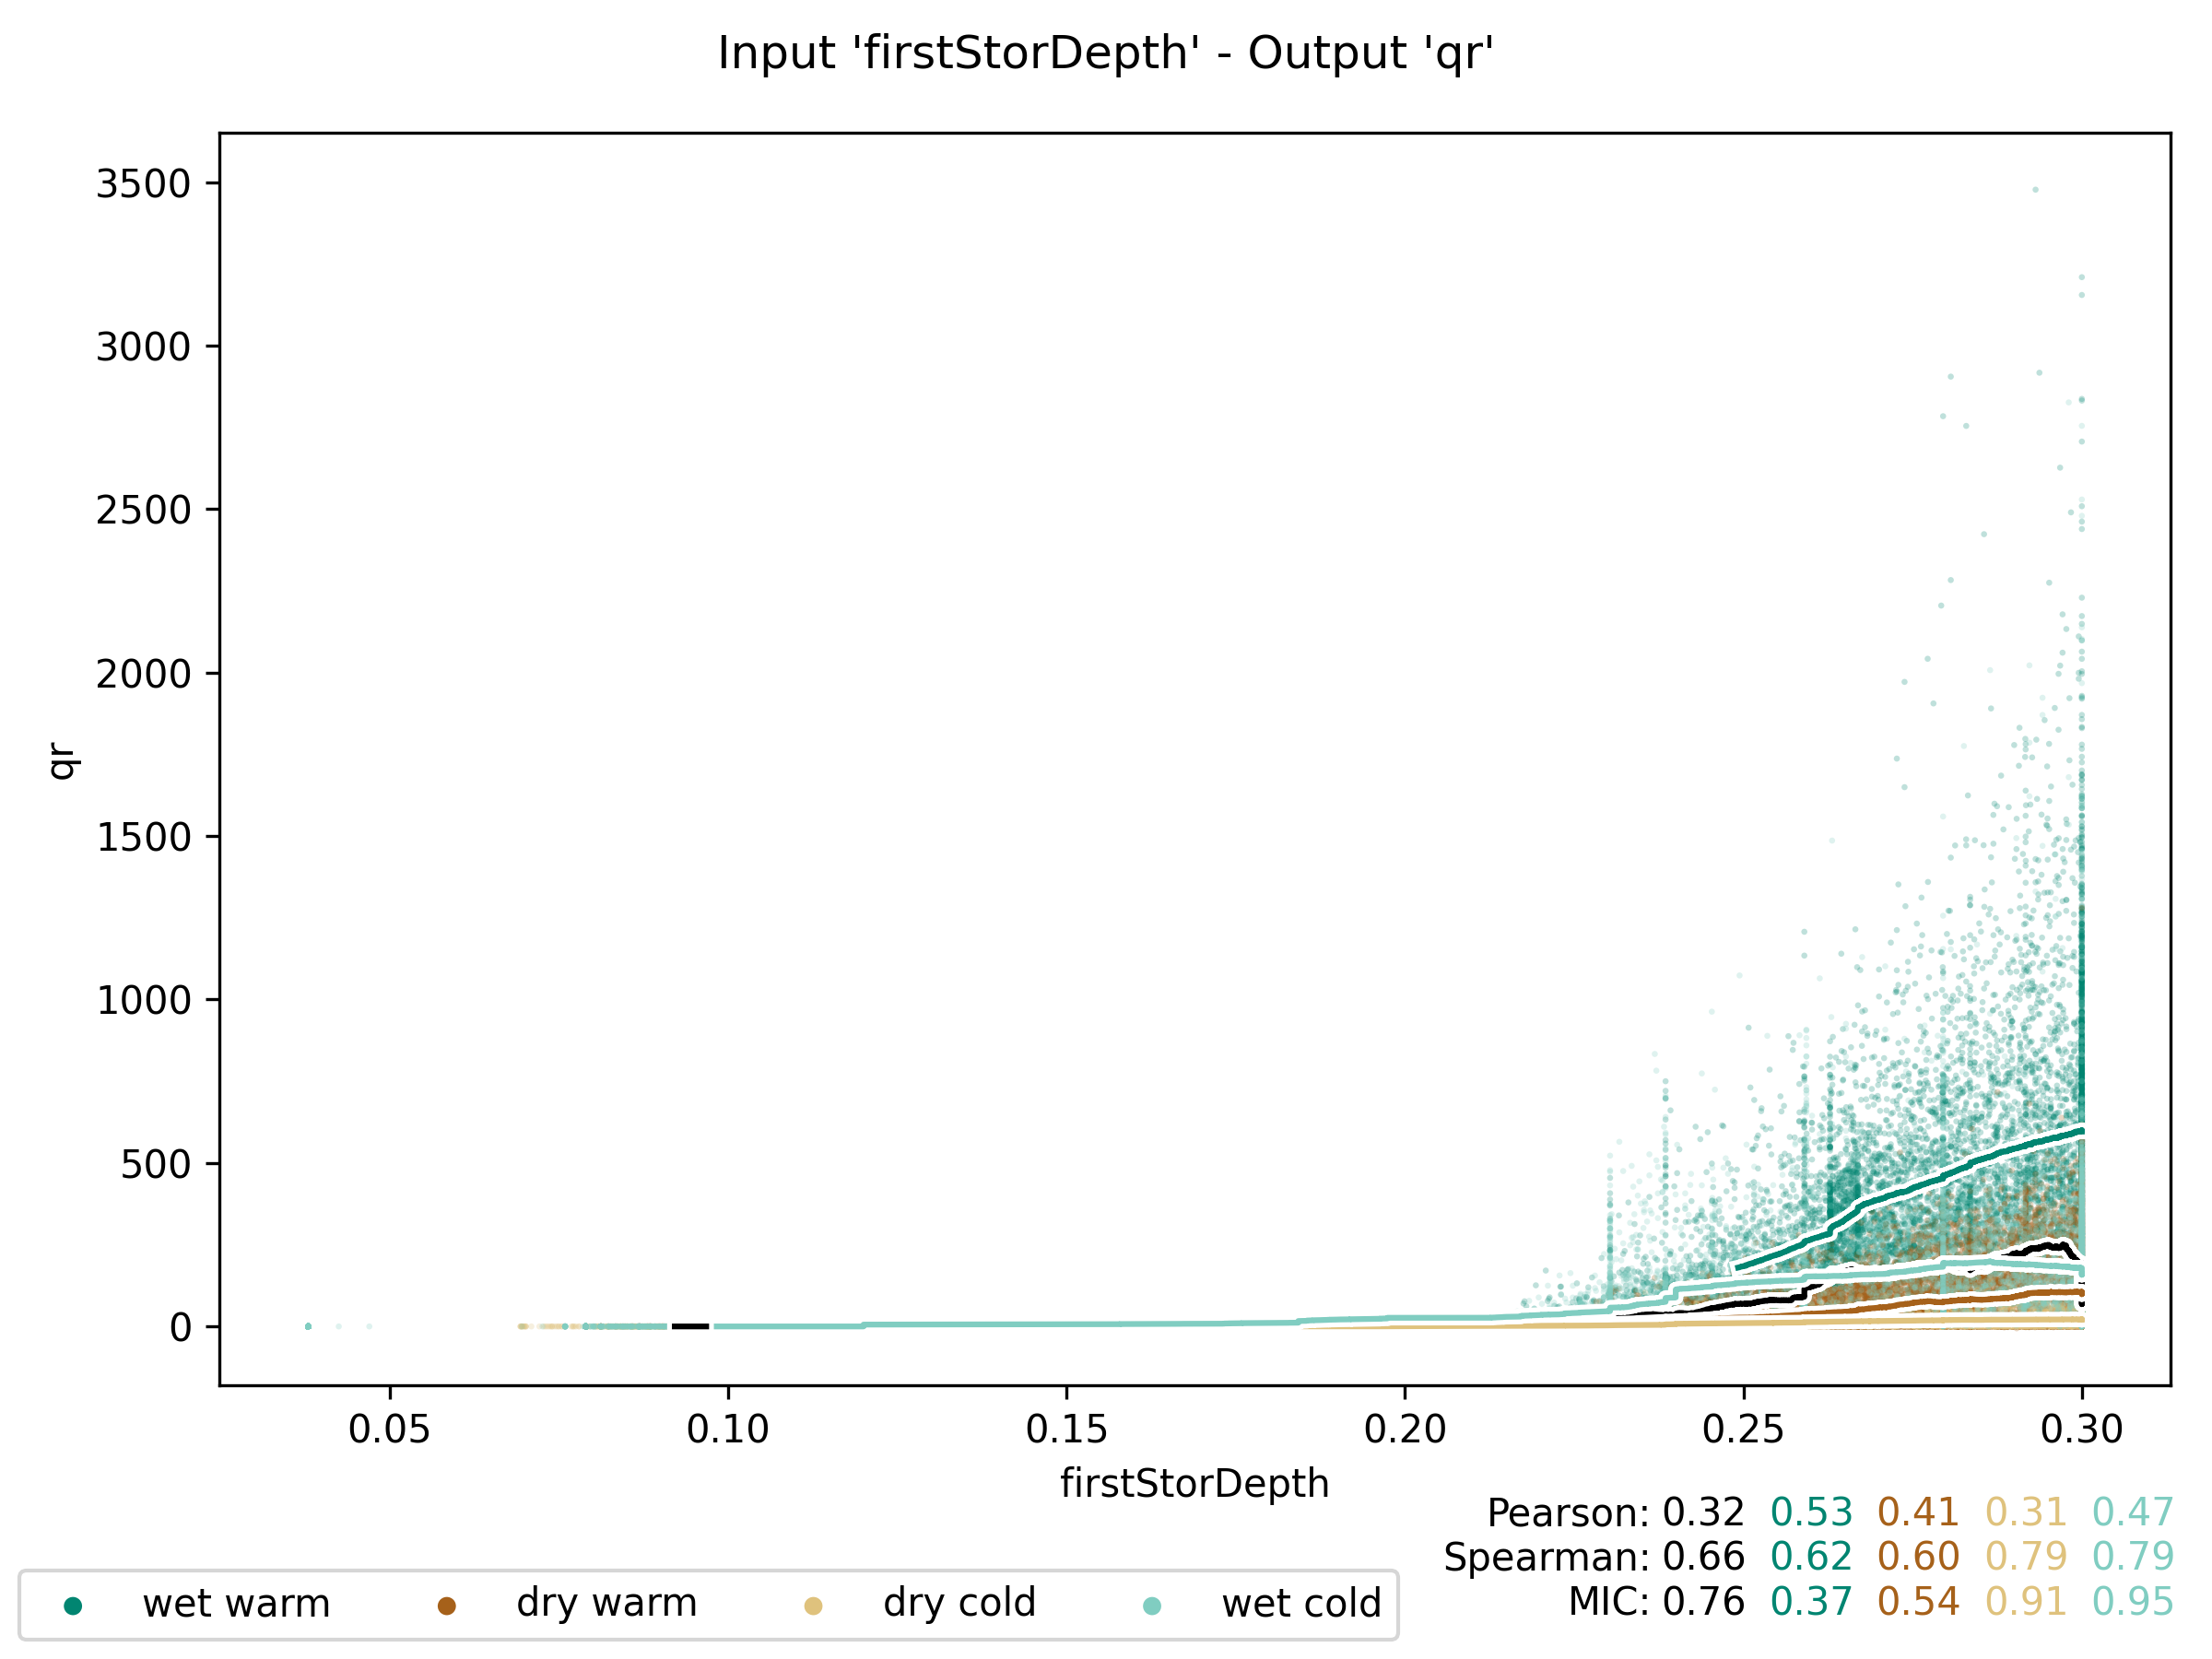 Input 'firstStorDepth' - Output 'qr'
3500
3000
2500
2000
1500
1000
500
0
qr
0.05 0.10 0.15 0.20 0.25 0.30
firstStorDepth
Pearson: 0.32 0.53 0.41 0.31 0.47
Spearman: 0.66 0.62 0.60 0.79 0.79
MIC: 0.76 0.37 0.54 0.91 0.95
wet warm dry warm dry cold wet cold